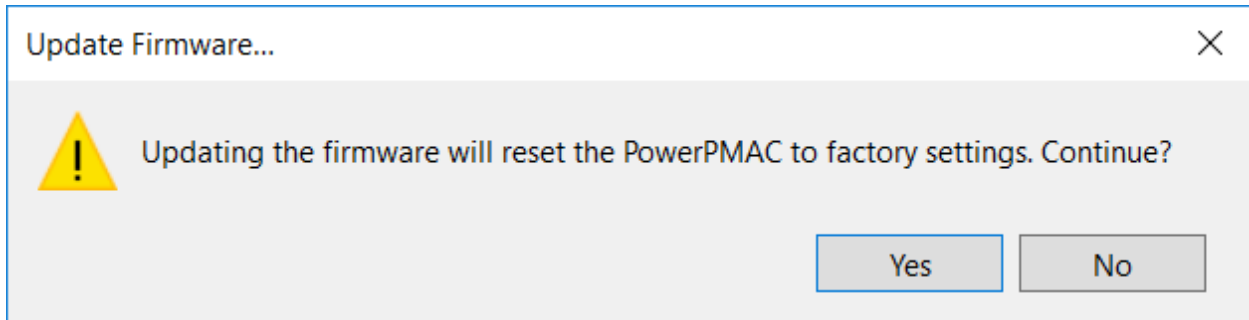 Update Firmware...
Updating the firmware will reset the PowerPMAC to factory settings. Continue?
Yes
No